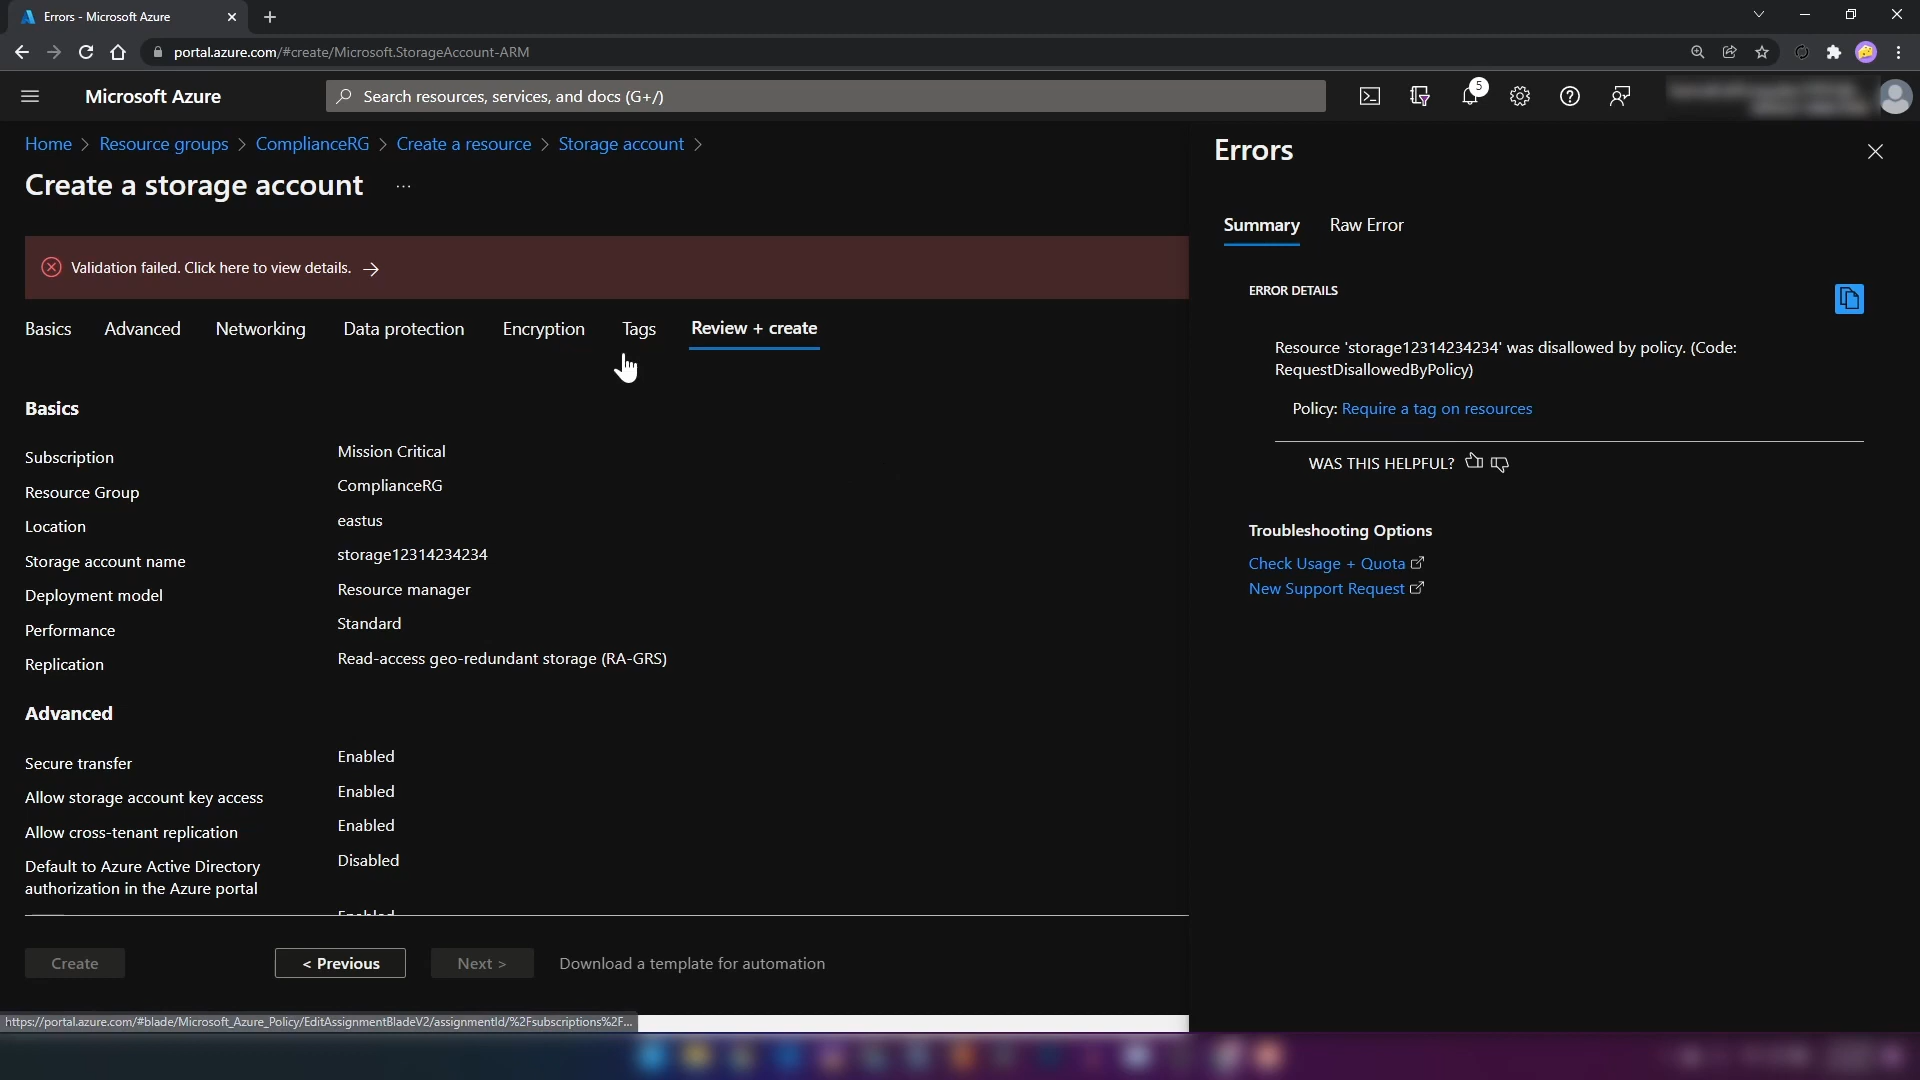 Errors - Microsoft Azure
portal.azure.com/#create/Microsoft.StorageAccount-ARM
Microsoft Azure
Search resources, services, and docs (G+/)
5
Home > Resource groups > ComplianceRG > Create a resource > Storage account >
Create a storage account ...
Validation failed. Click here to view details.
Basics
Advanced
Networking
Data protection
Encryption
Tags
Review + create
Basics
Subscription
Mission Critical
Resource Group
ComplianceRG
Location
eastus
Storage account name
storage12314234234
Deployment model
Resource manager
Performance
Standard
Replication
Read-access geo-redundant storage (RA-GRS)
Advanced
Secure transfer
Enabled
Allow storage account key access
Enabled
Allow cross-tenant replication
Enabled
Default to Azure Active Directory
authorization in the Azure portal
Disabled
Enabled
Create
< Previous
Next >
Download a template for automation
https://portal.azure.com/#blade/Microsoft_Azure_Policy/EditAssignmentBladeV2/assignmentId/%2Fsubscriptions%2F...
Errors
Summary
Raw Error
ERROR DETAILS
Resource 'storage12314234234' was disallowed by policy. (Code:
RequestDisallowedByPolicy)
Policy: Require a tag on resources
WAS THIS HELPFUL?
Troubleshooting Options
Check Usage + Quota
New Support Request